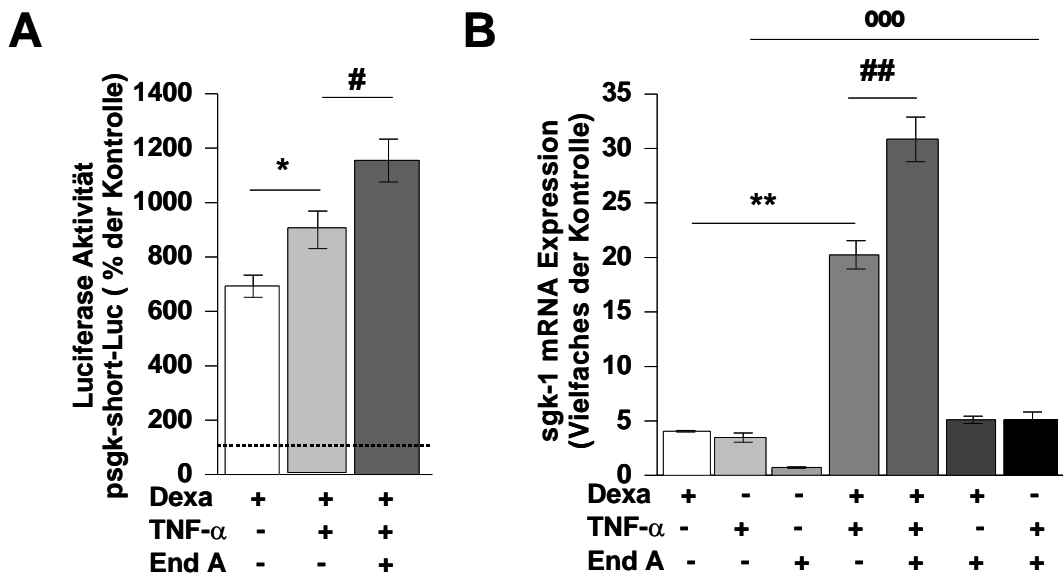 A
Luciferase Aktivität
psgk-short-Luc ( % der Kontrolle)
1400
1200
1000
800
600
400
200
0
*
#
Dexa + + +
TNF-α - + +
End A - - +
B
sgk-1 mRNA Expression
(Vielfaches der Kontrolle)
35
30
25
20
15
10
5
0
ooo
##
**
Dexa + - - + + + -
TNF-α - + - + + - +
End A - - + - + + +